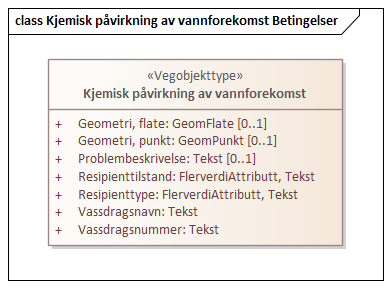 class Kjemisk påvirkning av vannforekomst Betingelser
«Vegobjekttype»
Kjemisk påvirkning av vannforekomst
+ Geometri, flate: GeomFlate [0..1]
+ Geometri, punkt: GeomPunkt [0..1]
+ Problembeskrivelse: Tekst [0..1]
+ Resipienttilstand: FlerverdiAttributt, Tekst
+ Resipienttype: FlerverdiAttributt, Tekst
+ Vassdragsnavn: Tekst
+ Vassdragsnummer: Tekst